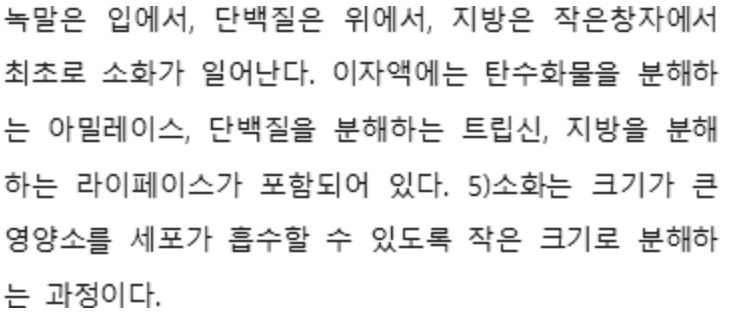 녹말은 입에서, 단백질은 위에서, 지방은 작은창자에서
최초로 소화가 일어난다. 이자액에는 탄수화물을 분해하
는 아밀레이스, 단백질을 분해하는 트립신, 지방을 분해
하는 라이페이스가 포함되어 있다. 5)소화는 크기가 큰
영양소를 세포가 흡수할 수 있도록 작은 크기로 분해하
는 과정이다.